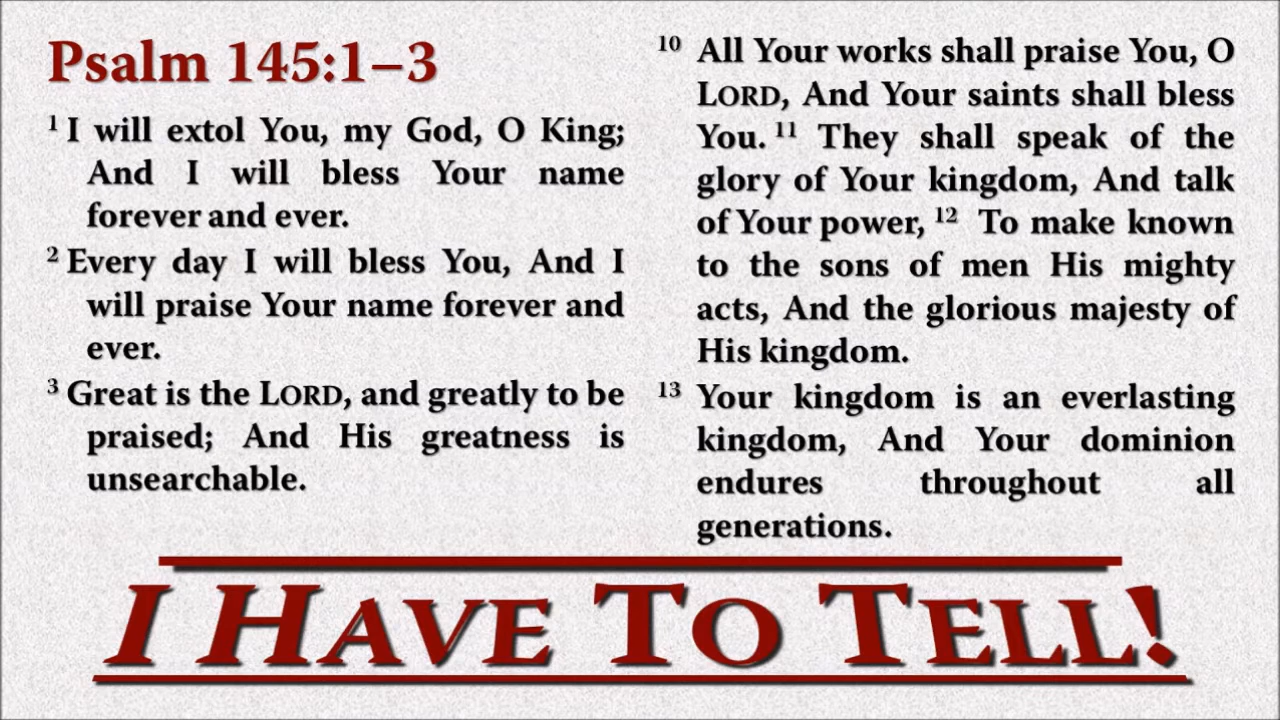 Psalm 145:1–3
1 I will extol You, my God, O King;
And I will bless Your name
forever and ever.
2 Every day I will bless You, And I
will praise Your name forever and
ever.
3 Great is the LORD, and greatly to be
praised; And His greatness is
unsearchable.
10 All Your works shall praise You, O
LORD, And Your saints shall bless
You. 11 They shall speak of the
glory of Your kingdom, And talk
of Your power, 12 To make known
to the sons of men His mighty
acts, And the glorious majesty of
His kingdom.
13 Your kingdom is an everlasting
kingdom, And Your dominion
endures throughout all
generations.
I HAVE TO TELL!